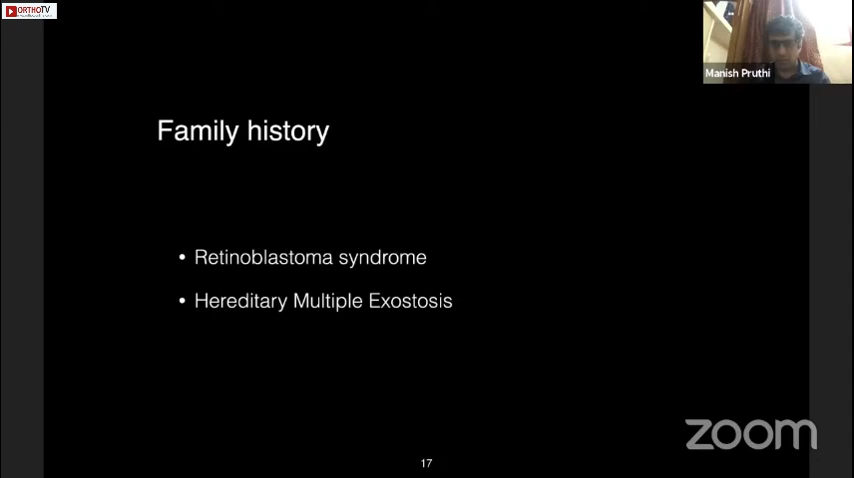 ORTHOTV
Manish Pruthi
Family history
• Retinoblastoma syndrome
• Hereditary Multiple Exostosis
zoom
17